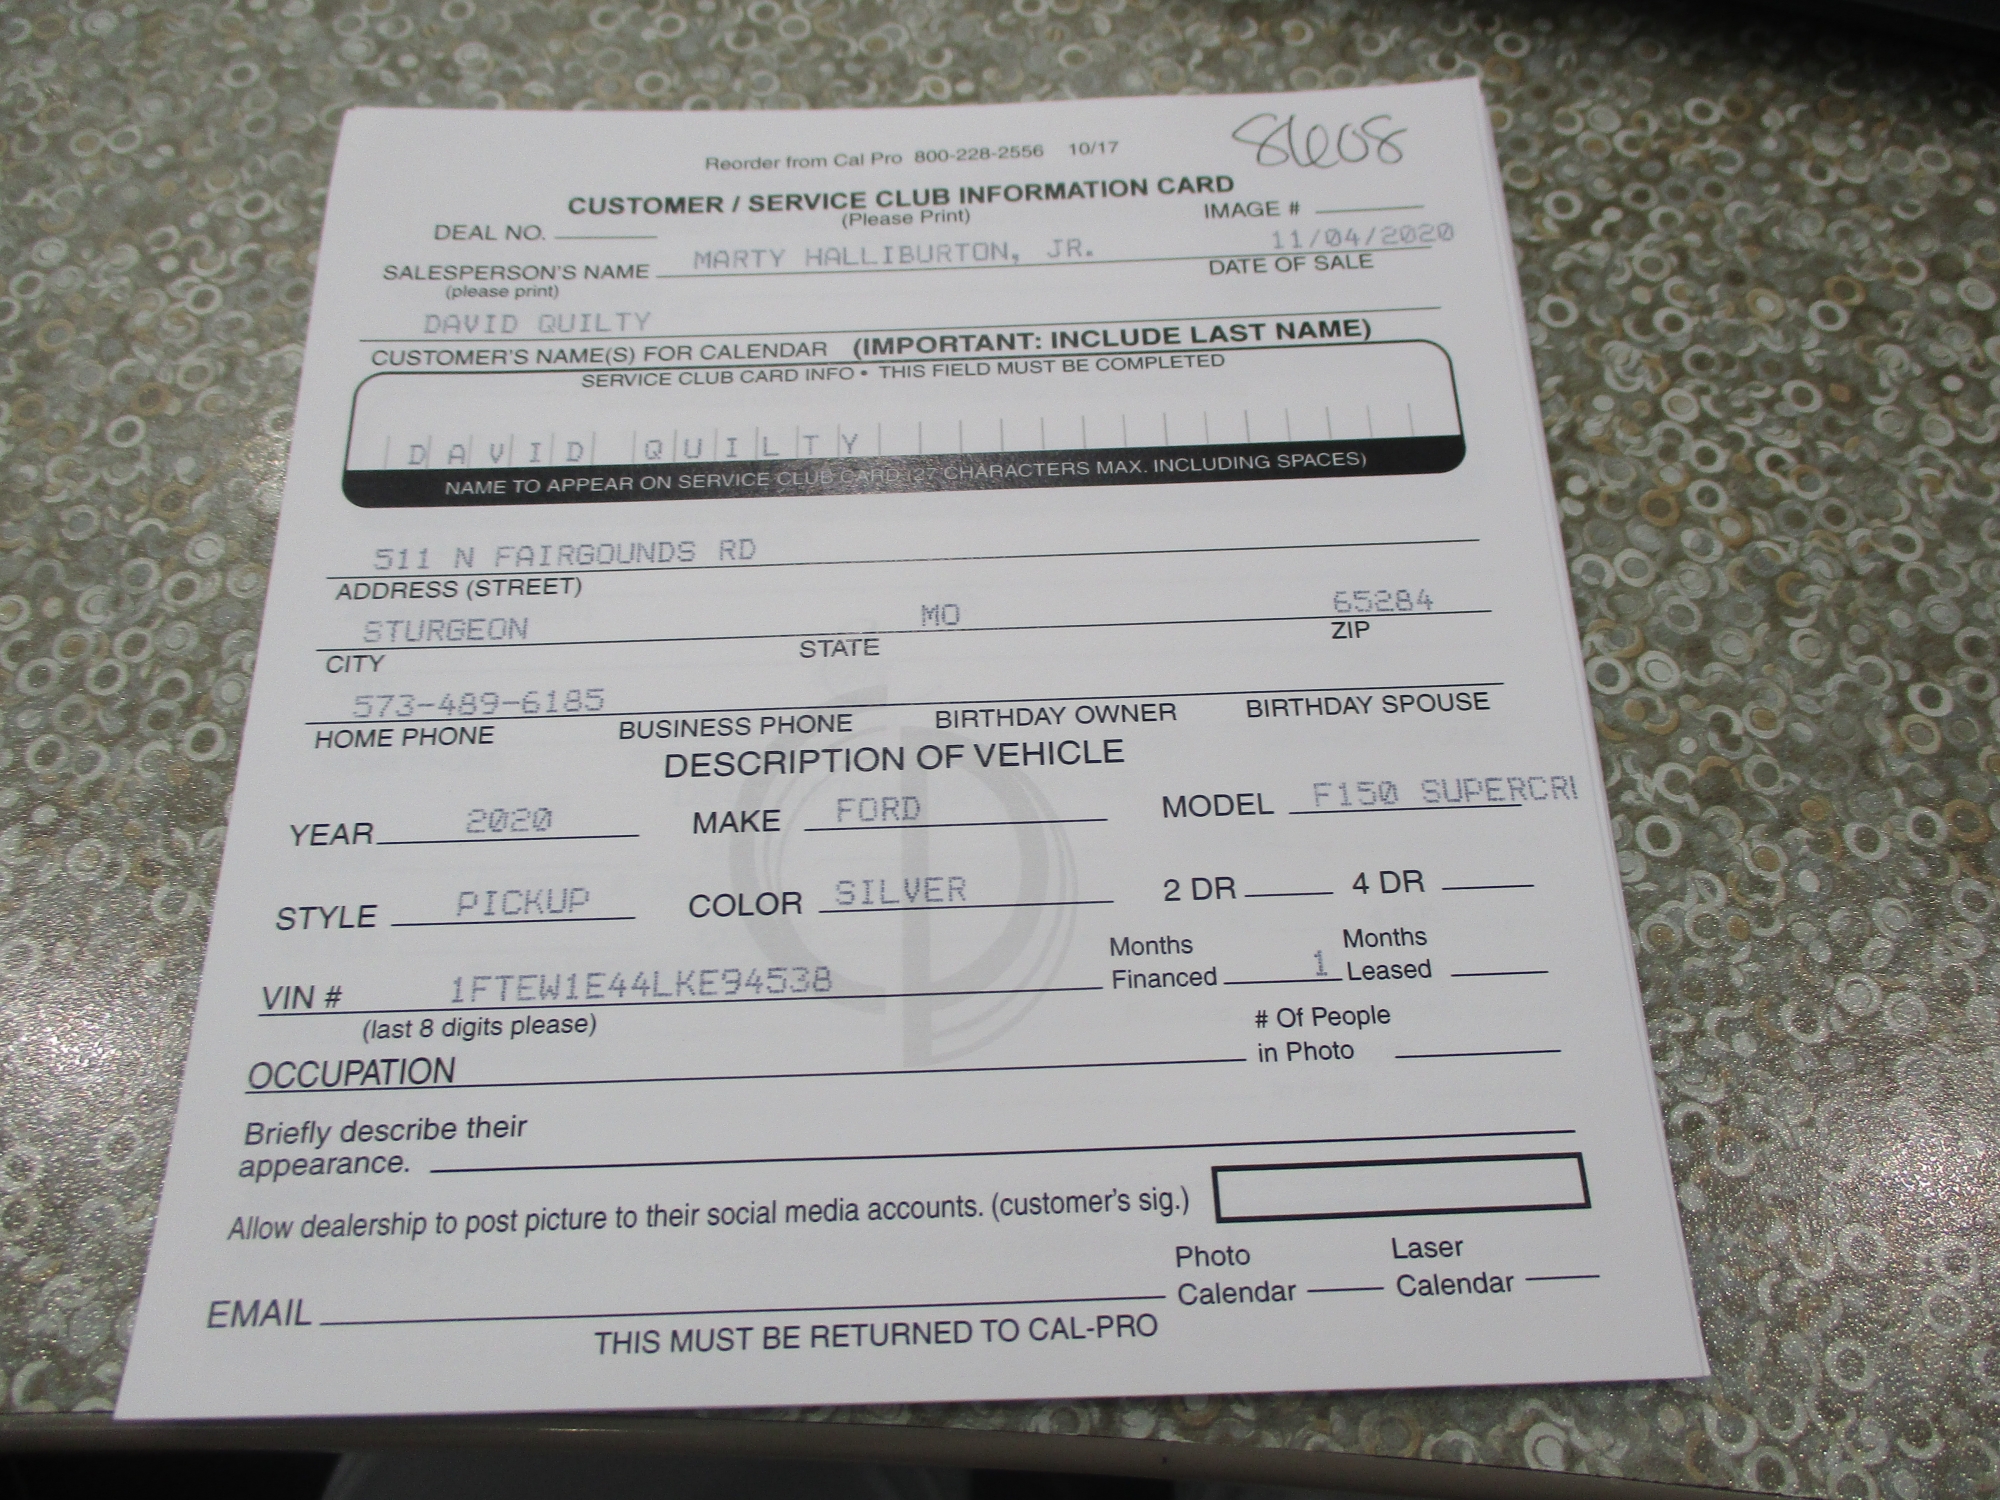 Reorder from Cal Pro 800-228-2556 10/17
8608
CUSTOMER / SERVICE CLUB INFORMATION CARD
(Please Print)
DEAL NO.
IMAGE #
SALESPERSON'S NAME MARTY HALLIBURTON, JR. 11/04/2020
(please print)
DATE OF SALE
DAVID QUILTY
CUSTOMER'S NAME(S) FOR CALENDAR (IMPORTANT: INCLUDE LAST NAME)
SERVICE CLUB CARD INFO • THIS FIELD MUST BE COMPLETED
DAVID QUILTY
NAME TO APPEAR ON SERVICE CLUB CARD (27 CHARACTERS MAX. INCLUDING SPACES)
511 N FAIRGOUNDS RD
ADDRESS (STREET)
STURGEON MO 65284
CITY STATE ZIP
573-489-6185
HOME PHONE BUSINESS PHONE BIRTHDAY OWNER BIRTHDAY SPOUSE
DESCRIPTION OF VEHICLE
YEAR 2020 MAKE FORD MODEL F150 SUPERCR
STYLE PICKUP COLOR SILVER 2 DR 4 DR
VIN # 1FTEW1E44LKE94538
(last 8 digits please)
Months Financed 1 Months Leased
OCCUPATION
# Of People in Photo
Briefly describe their
appearance.
Allow dealership to post picture to their social media accounts. (customer's sig.)
EMAIL
Photo Calendar Laser Calendar
THIS MUST BE RETURNED TO CAL-PRO